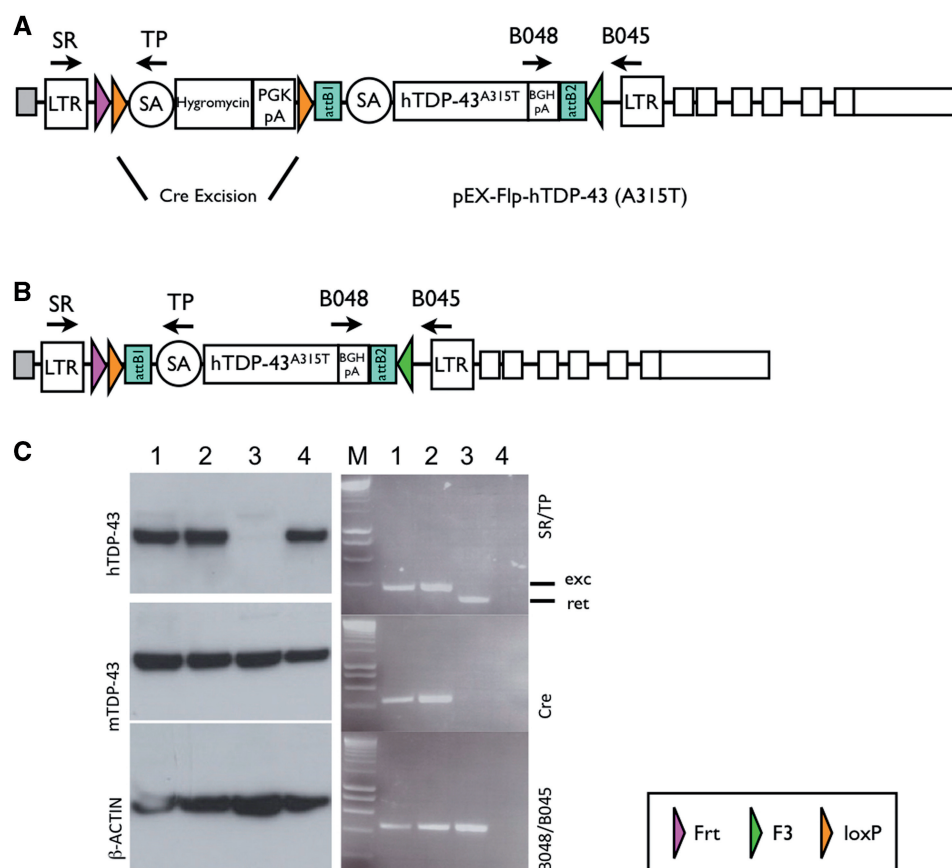 A
SR TP B048 B045
LTR SA Hygromycin PGK pA attB1 SA hTDP-43A315T BGH pA attB2 LTR
Cre Excision pEX-Flp-hTDP-43 (A315T)
B
SR TP B048 B045
LTR attB1 SA hTDP-43A315T BGH pA attB2 LTR
C
1 2 3 4 M 1 2 3 4
hTDP-43
mTDP-43
β-ACTIN
SR/TP
exc
ret
Cre
B048/B045
Frt F3 loxP